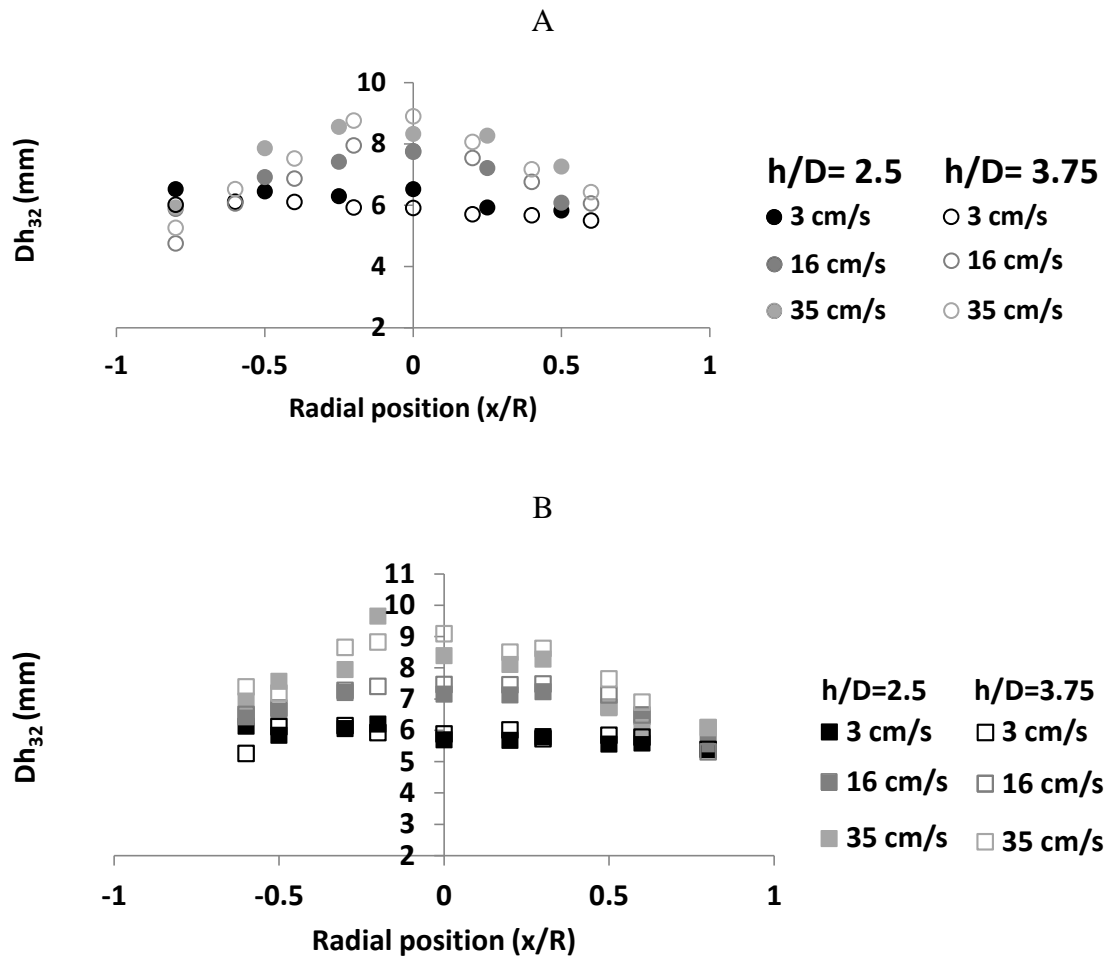 A
10
8
6
4
2
-1 -0.5 0 0.5 1
Dh32 (mm)
Radial position (x/R)
h/D= 2.5 h/D= 3.75
3 cm/s 3 cm/s
16 cm/s 16 cm/s
35 cm/s 35 cm/s
B
11
10
9
8
7
6
5
4
3
2
-1 -0.5 0 0.5 1
Dh32 (mm)
Radial position (x/R)
h/D=2.5 h/D=3.75
3 cm/s 3 cm/s
16 cm/s 16 cm/s
35 cm/s 35 cm/s